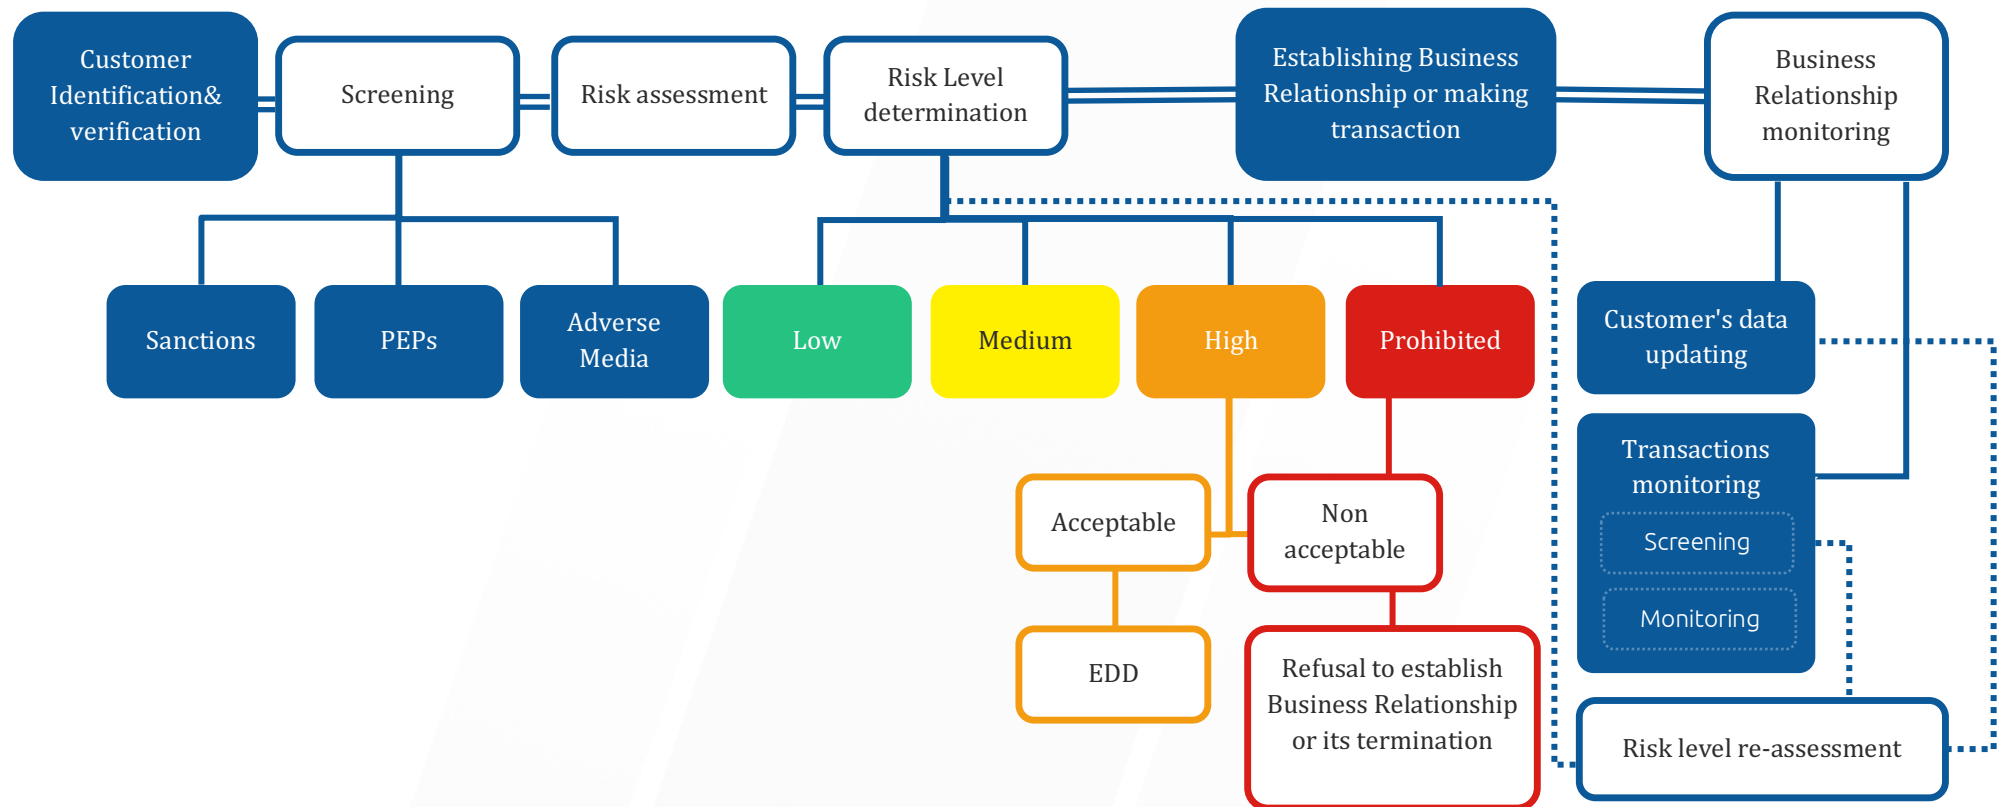 Customer
Identification&
verification
Screening
Risk assessment
Risk Level
determination
Establishing Business
Relationship or making
transaction
Business
Relationship
monitoring
Sanctions
PEPs
Adverse
Media
Low
Medium
High
Prohibited
Customer's data
updating
Transactions
monitoring
Screening
Monitoring
Acceptable
Non
acceptable
EDD
Refusal to establish
Business Relationship
or its termination
Risk level re-assessment